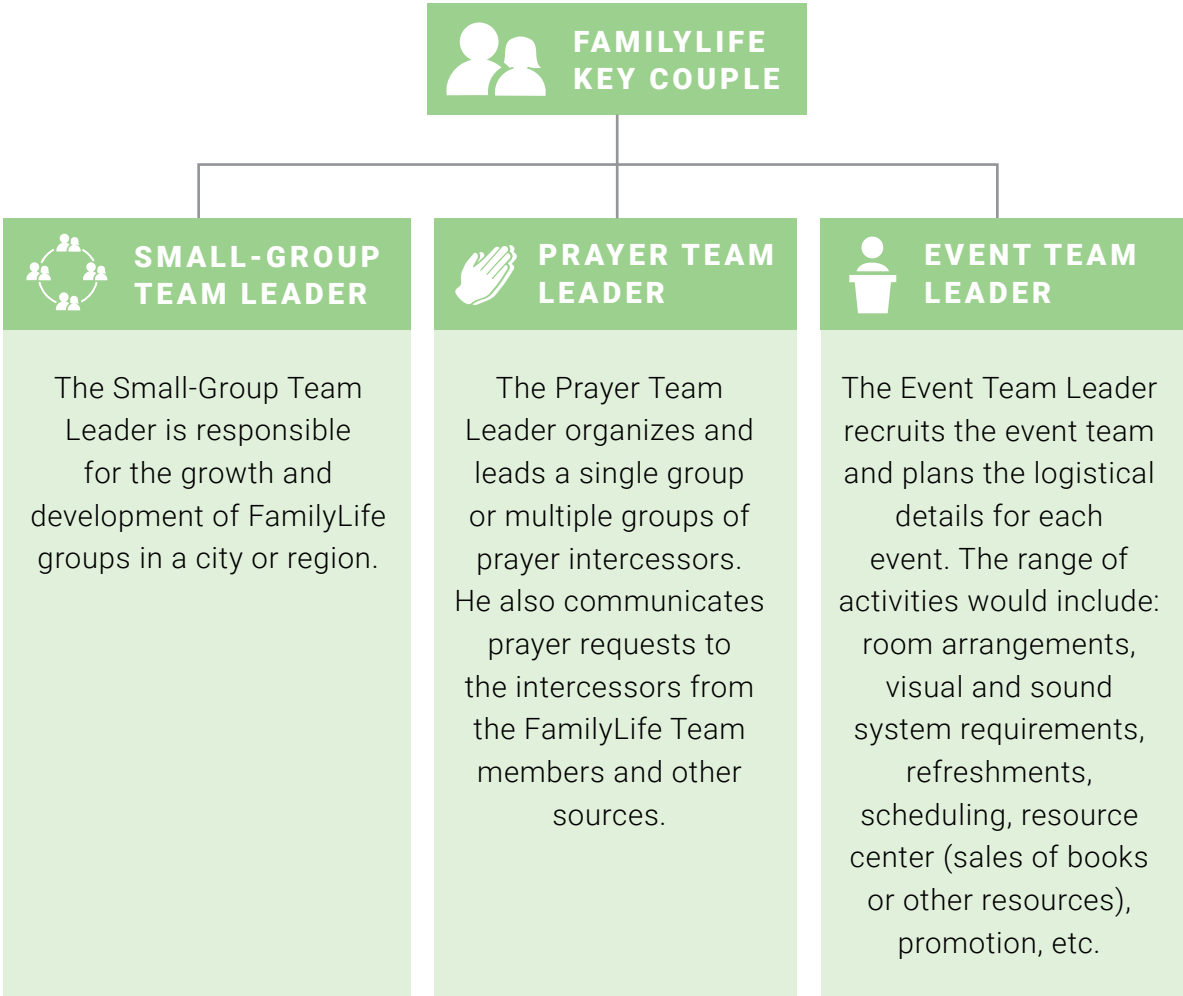 FAMILYLIFE
KEY COUPLE
SMALL-GROUP
TEAM LEADER
The Small-Group Team
Leader is responsible
for the growth and
development of FamilyLife
groups in a city or region.
PRAYER TEAM
LEADER
The Prayer Team
Leader organizes and
leads a single group
or multiple groups of
prayer intercessors.
He also communicates
prayer requests to
the intercessors from
the FamilyLife Team
members and other
sources.
EVENT TEAM
LEADER
The Event Team Leader
recruits the event team
and plans the logistical
details for each
event. The range of
activities would include:
room arrangements,
visual and sound
system requirements,
refreshments,
scheduling, resource
center (sales of books
or other resources),
promotion, etc.